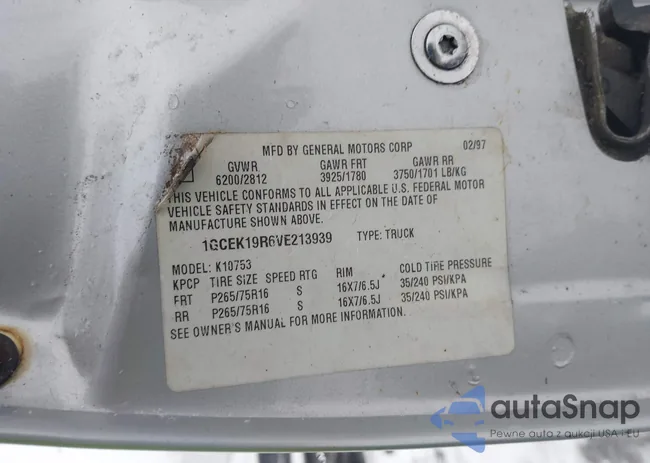 MFD BY GENERAL MOTORS CORP 02/97
GVWR GAWR FRT GAWR RR
6200/2812 3925/1780 3750/1701 LB/KG
THIS VEHICLE CONFORMS TO ALL APPLICABLE U.S. FEDERAL MOTOR
VEHICLE SAFETY STANDARDS IN EFFECT ON THE DATE OF
MANUFACTURE SHOWN ABOVE.
1GCEK19R6VE213939 TYPE: TRUCK
MODEL: K10753
KPCP TIRE SIZE SPEED RTG RIM COLD TIRE PRESSURE
FRT P265/75R16 S 16X7/6.5J 35/240 PSI/KPA
RR P265/75R16 S 16X7/6.5J 35/240 PSI/KPA
SEE OWNER'S MANUAL FOR MORE INFORMATION.
autaSnap
Pewne auta z aukcji USA i EU